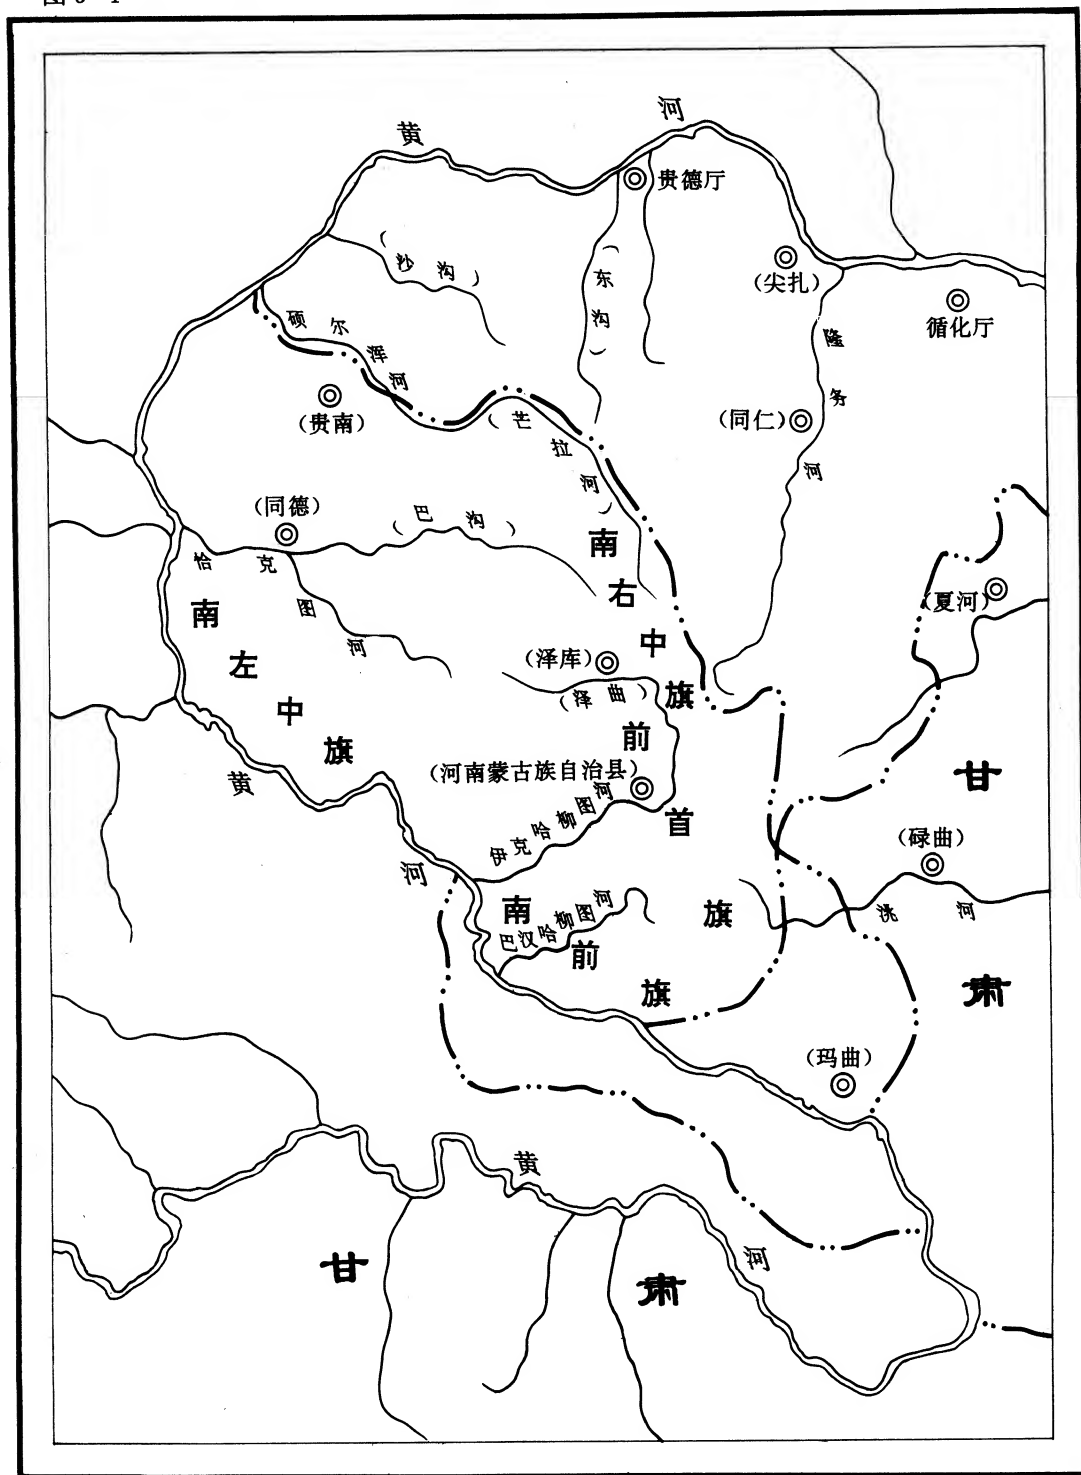 黄河
贵德厅
(沙沟)
(东沟)
(尖扎)
循化厅
硕尔浑河
隆务河
(贵南)
(芒拉河)
(同仁)
(同德)
(巴沟)
恰克图河
南右中旗
南左中旗
(夏河)
(泽库)
(泽曲)
前首旗
(河南蒙古族自治县)
黄河
伊克哈柳图河
甘肃
(碌曲)
洮河
南前旗
巴汉哈柳图河
(玛曲)
黄河
甘肃